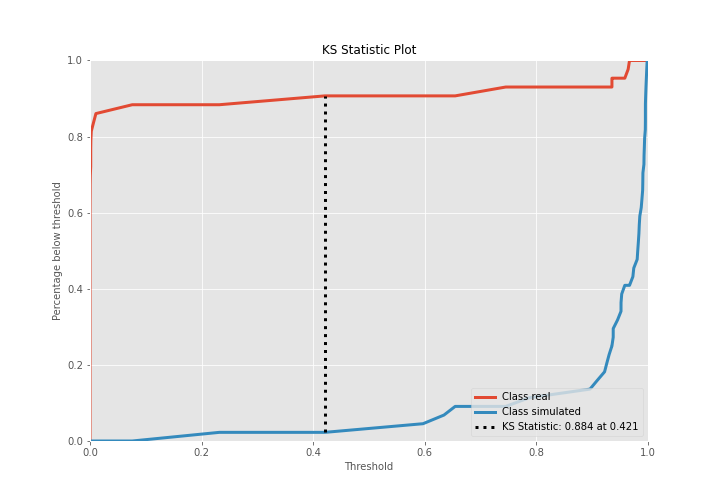 KS Statistic Plot
1.0
0.8
0.6
0.4
0.2
0.0
Percentage below threshold
0.0 0.2 0.4 0.6 0.8 1.0
Threshold
Class real
Class simulated
KS Statistic: 0.884 at 0.421